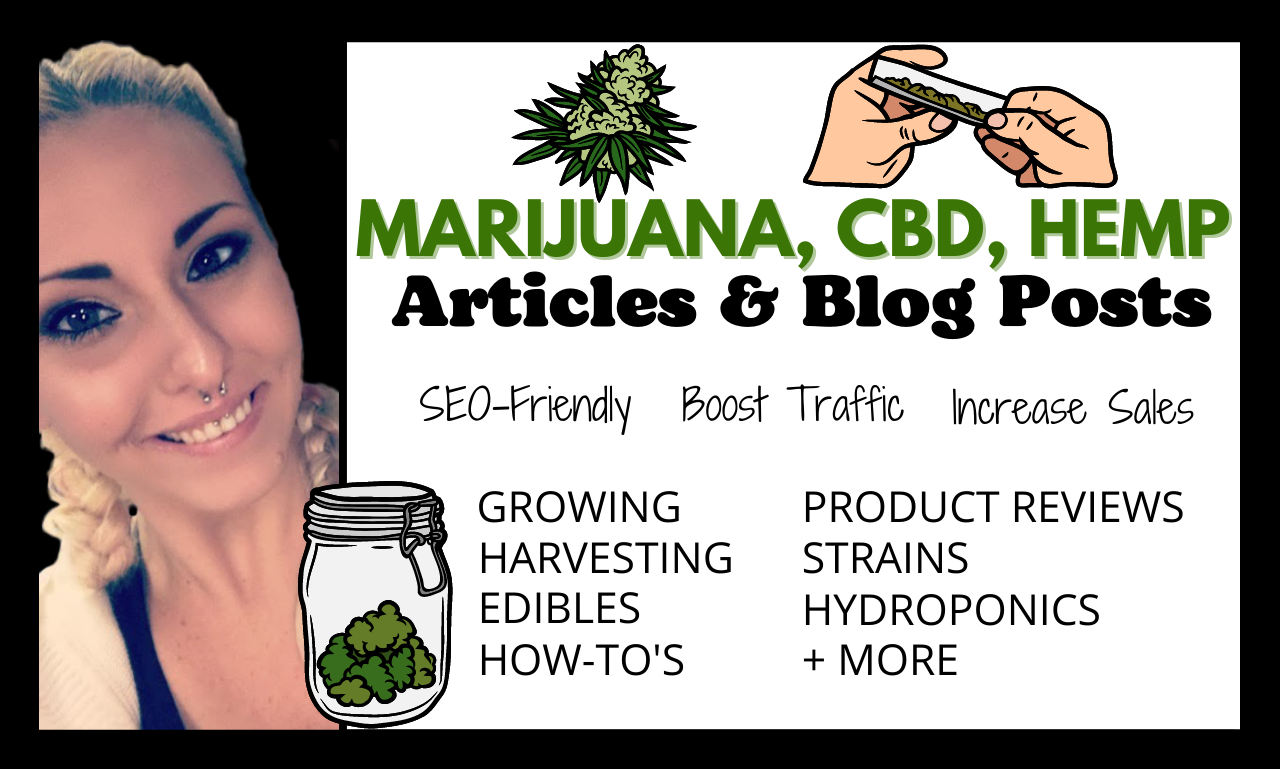 MARIJUANA, CBD, HEMP
Articles & Blog Posts
SEO-Friendly Boost Traffic Increase Sales
GROWING
HARVESTING
EDIBLES
HOW-TO'S
PRODUCT REVIEWS
STRAINS
HYDROPONICS
+ MORE